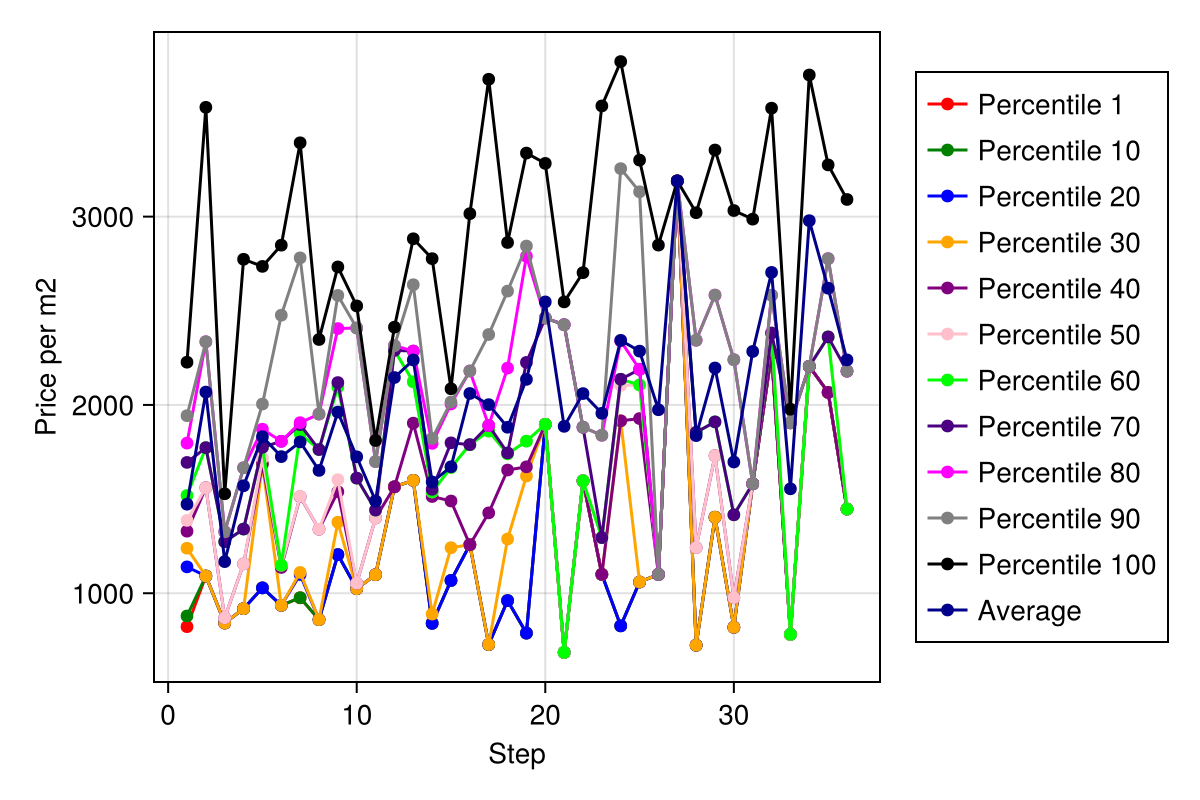 3000
2000
1000
Price per m2
0
10
20
30
Step
Percentile 1
Percentile 10
Percentile 20
Percentile 30
Percentile 40
Percentile 50
Percentile 60
Percentile 70
Percentile 80
Percentile 90
Percentile 100
Average